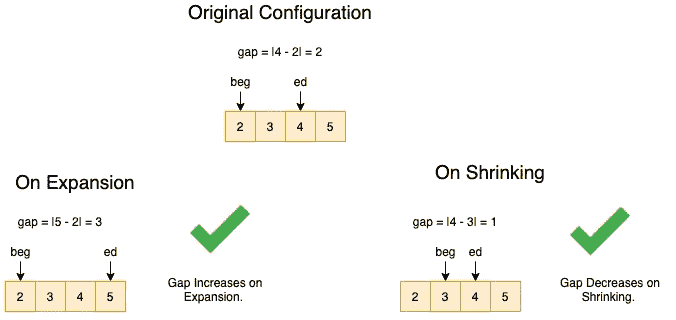 Original Configuration
gap = |4 - 2| = 2
beg ed
2 3 4 5
On Expansion
gap = |5 - 2| = 3
beg ed
2 3 4 5
Gap Increases on
Expansion.
On Shrinking
gap = |4 - 3| = 1
beg ed
2 3 4 5
Gap Decreases on
Shrinking.